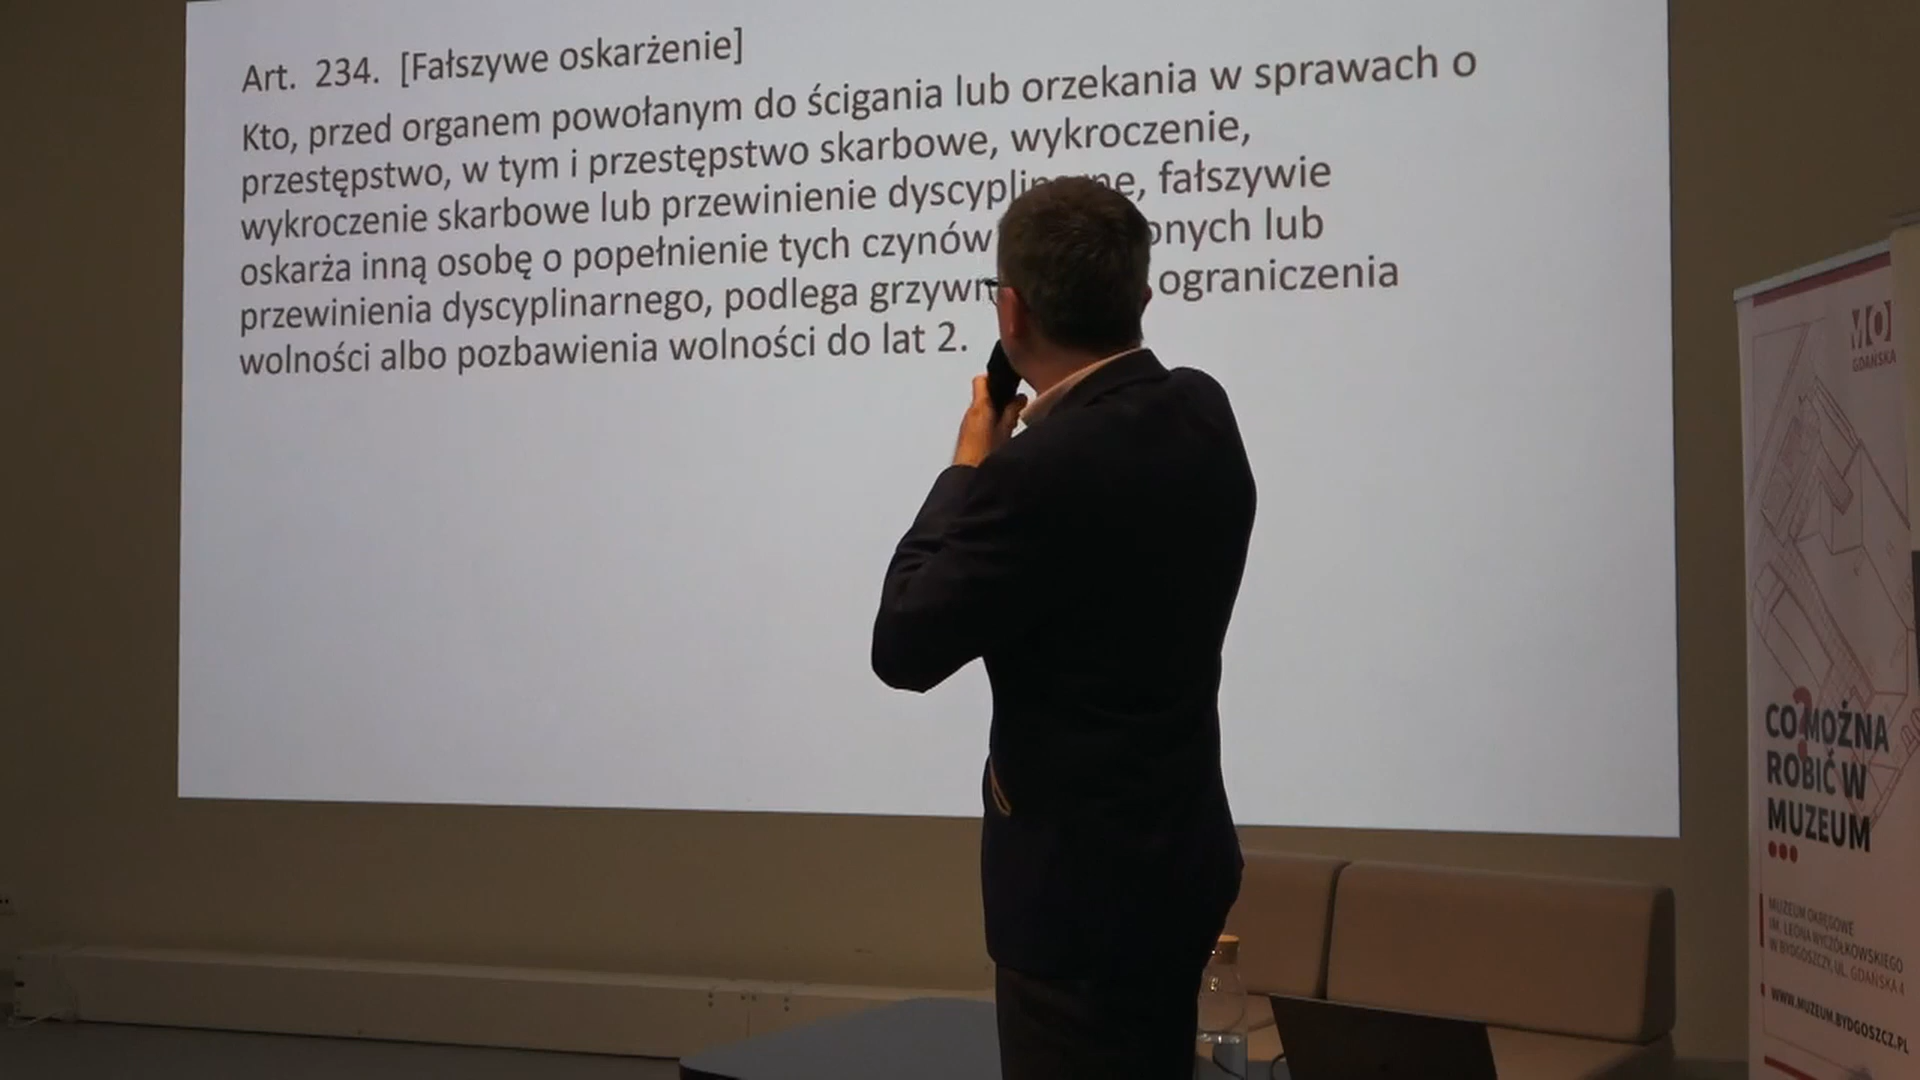 Art. 234. [Fałszywe oskarżenie]
Kto, przed organem powołanym do ścigania lub orzekania w sprawach o
przestępstwo, w tym i przestępstwo skarbowe, wykroczenie,
wykroczenie skarbowe lub przewinienie dyscyplinarne, fałszywie
oskarża inną osobę o popełnienie tych czynów onych lub
przewinienia dyscyplinarnego, podlega grzywn ograniczenia
wolności albo pozbawienia wolności do lat 2.
MO
GDAŃSKA
CO MOŻNA
ROBIĆ W
MUZEUM
MUZEUM OKRĘGOWE
IM. LEONA WYCZÓŁKOWSKIEGO
W BYDGOSZCZY, UL. GDAŃSKA 4
WWW.MUZEUM.BYDGOSZCZ.PL